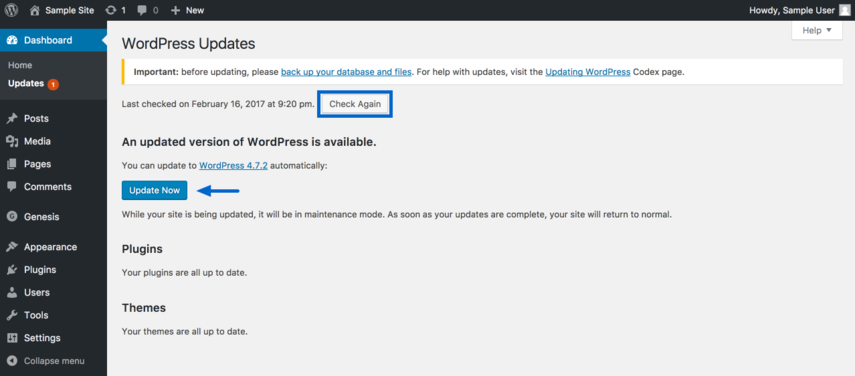 Sample Site 1 0 New Howdy, Sample User
Help
Dashboard
Home
Updates 1
Posts
Media
Pages
Comments
Genesis
Appearance
Plugins
Users
Tools
Settings
Collapse menu
WordPress Updates
Important: before updating, please back up your database and files. For help with updates, visit the Updating WordPress Codex page.
Last checked on February 16, 2017 at 9:20 pm. Check Again
An updated version of WordPress is available.
You can update to WordPress 4.7.2 automatically:
Update Now
While your site is being updated, it will be in maintenance mode. As soon as your updates are complete, your site will return to normal.
Plugins
Your plugins are all up to date.
Themes
Your themes are all up to date.